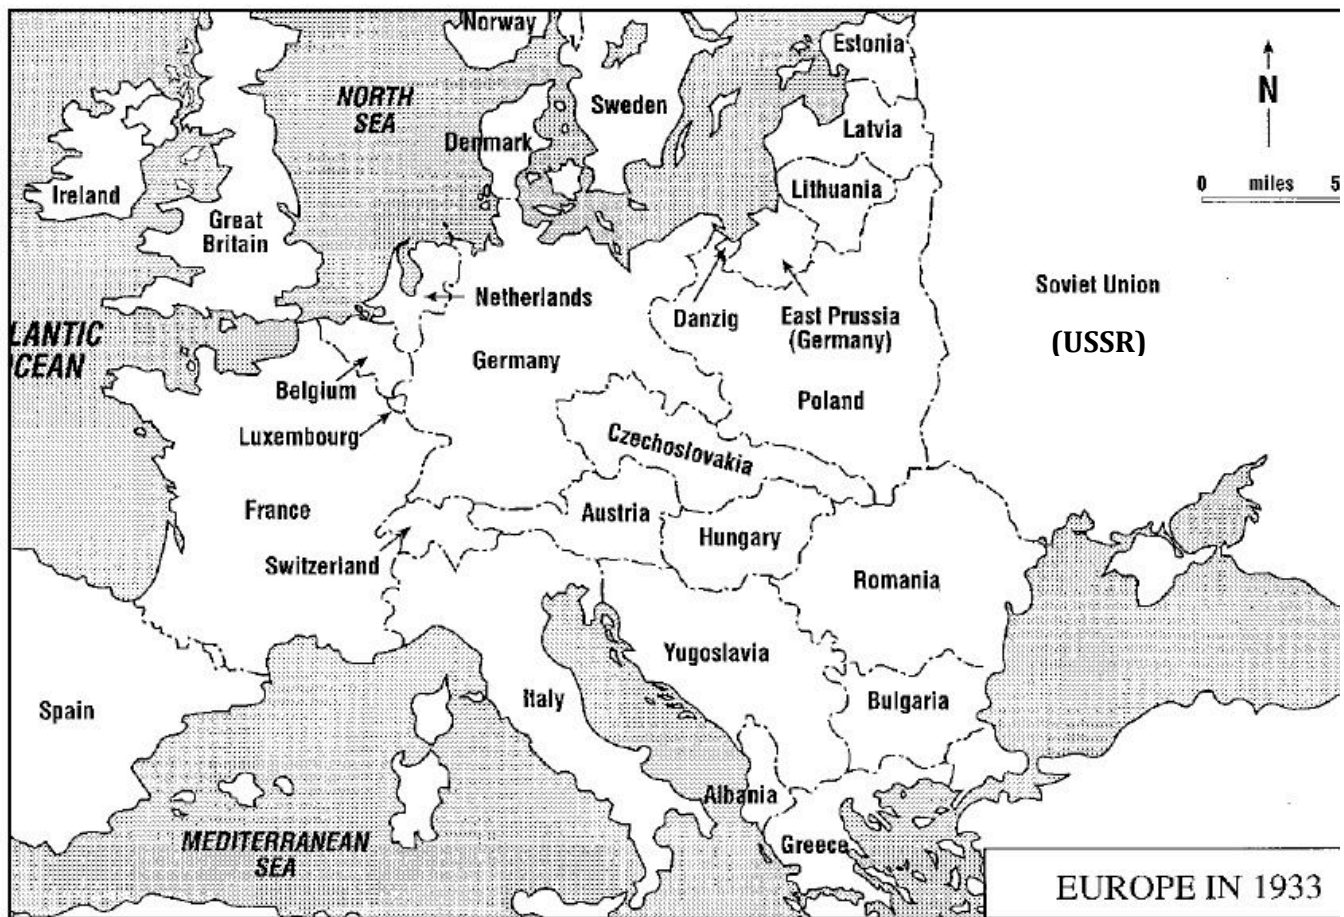 Norway
Estonia
N
NORTH
SEA
Sweden
Latvia
Denmark
Ireland
Lithuania
0 miles 5
Great
Britain
Soviet Union
(USSR)
Netherlands
Danzig
East Prussia
(Germany)
LANTIC
OCEAN
Germany
Belgium
Poland
Luxembourg
Czechoslovakia
France
Austria
Hungary
Switzerland
Romania
Yugoslavia
Italy
Bulgaria
Spain
Albania
MEDITERRANEAN
SEA
Greece
EUROPE IN 1933